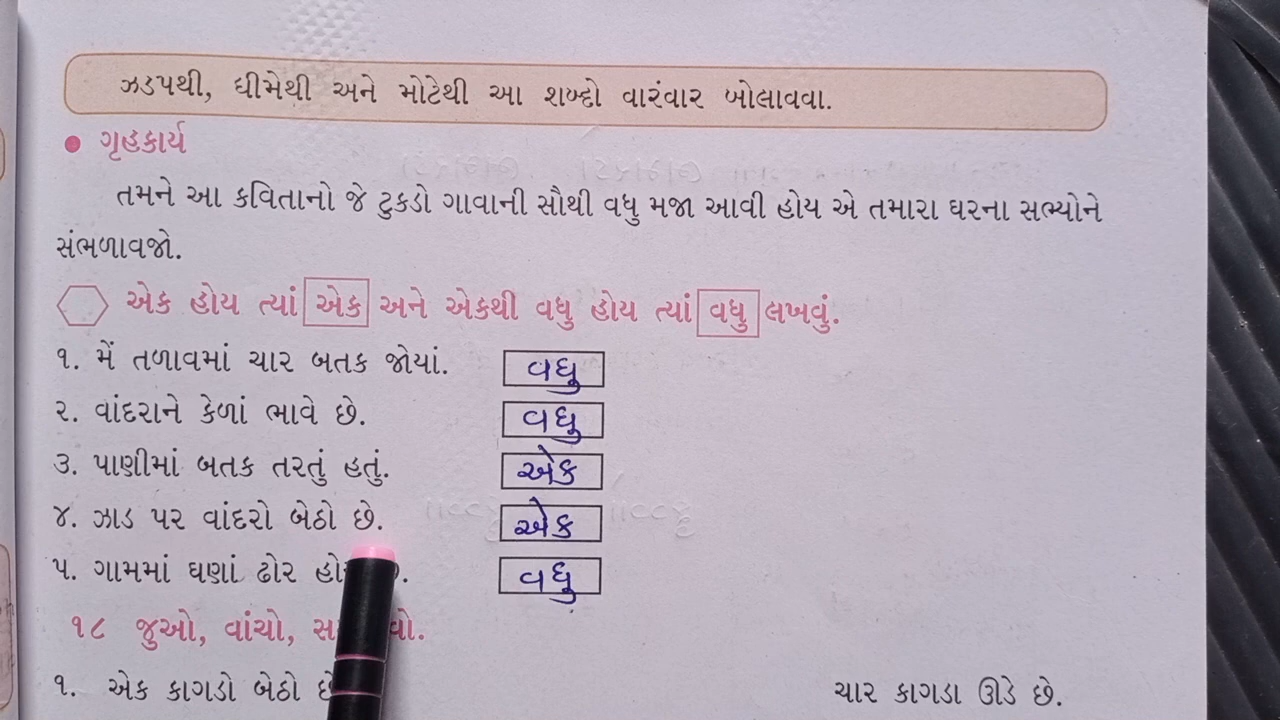 ઝડપથી, ધીમેથી અને મોટેથી આ શબ્દો વારંવાર બોલાવવા.
● ગૃહકાર્ય
તમને આ કવિતાનો જે ટુકડો ગાવાની સૌથી વધુ મજા આવી હોય એ તમારા ઘરના સભ્યોને
સંભળાવજો.
એક હોય ત્યાં એક અને એકથી વધુ હોય ત્યાં વધુ લખવું.
૧. મેં તળાવમાં ચાર બતક જોયાં. વધુ
૨. વાંદરાને કેળાં ભાવે છે. વધુ
૩. પાણીમાં બતક તરતું હતું. એક
૪. ઝાડ પર વાંદરો બેઠો છે. એક
૫. ગામમાં ઘણાં ઢોર વધુ
૧૮ જુઓ, વાંચો,
૧. એક કાગડો બેઠો છે ચાર કાગડા ઊડે છે.